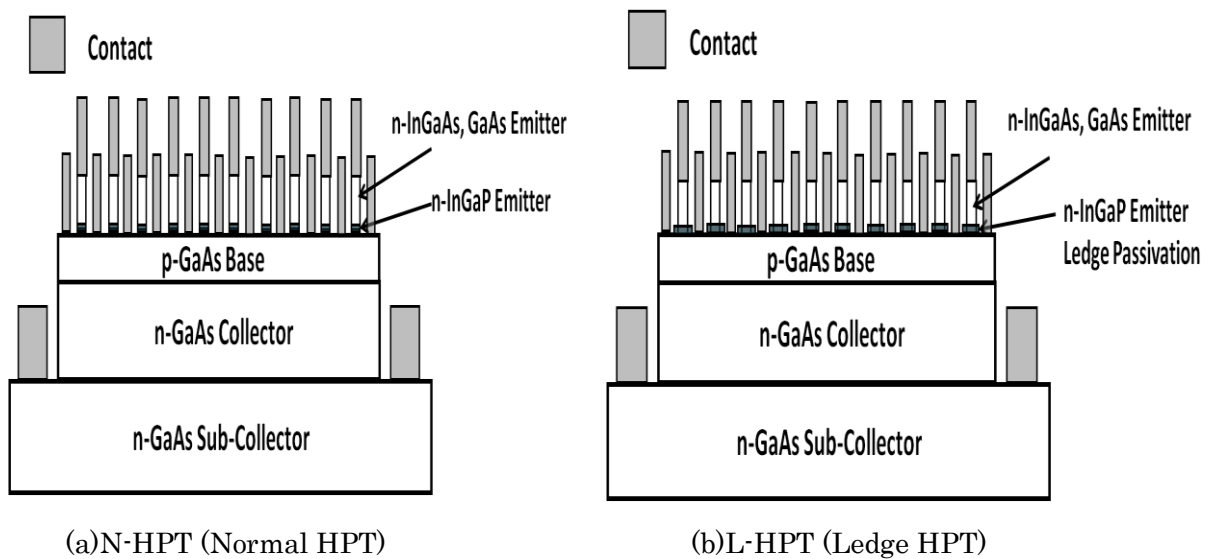 Contact
n-InGaAs, GaAs Emitter
n-InGaP Emitter
p-GaAs Base
n-GaAs Collector
n-GaAs Sub-Collector
(a)N-HPT (Normal HPT)
Contact
n-InGaAs, GaAs Emitter
n-InGaP Emitter
Ledge Passivation
p-GaAs Base
n-GaAs Collector
n-GaAs Sub-Collector
(b)L-HPT (Ledge HPT)